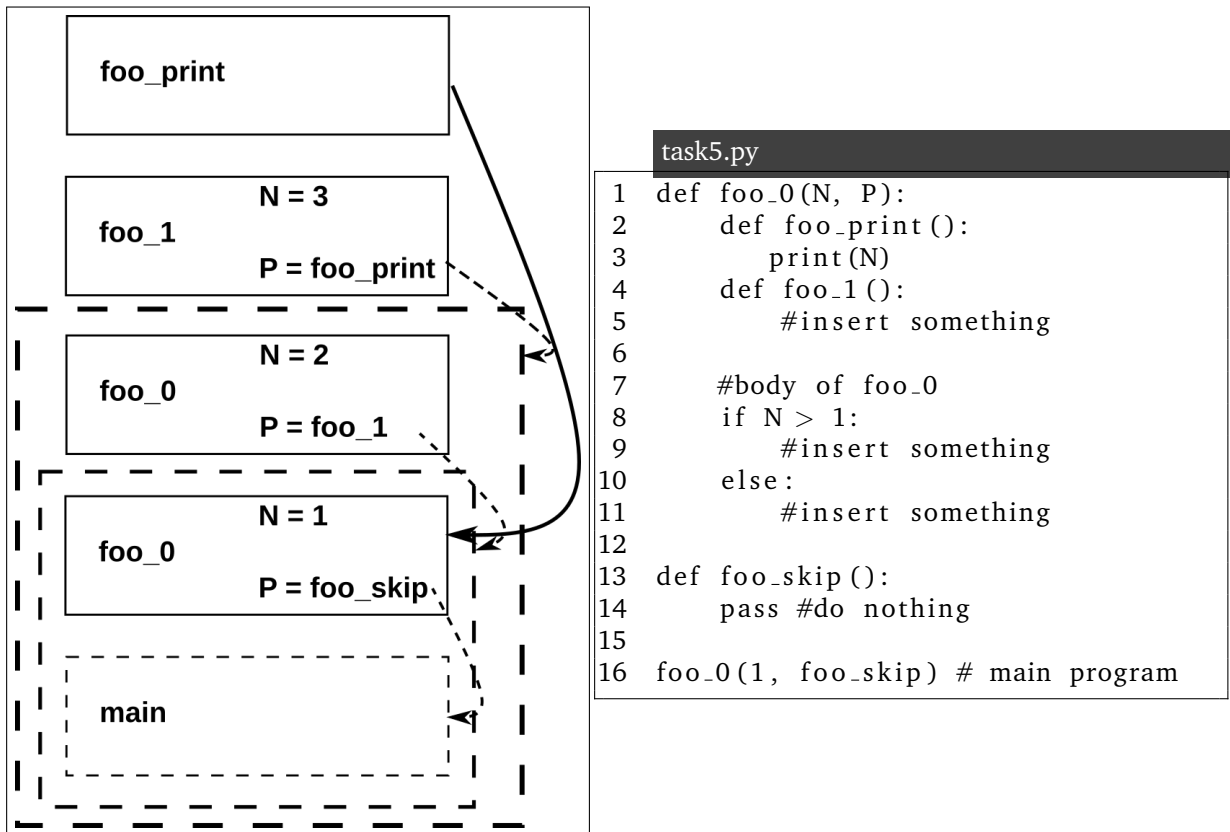 foo_print
N = 3
foo_1
P = foo_print
N = 2
foo_0
P = foo_1
N = 1
foo_0
P = foo_skip
main
task5.py
1 def foo_0(N, P):
2 def foo_print():
3 print(N)
4 def foo_1():
5 #insert something
6
7 #body of foo_0
8 if N > 1:
9 #insert something
10 else:
11 #insert something
12
13 def foo_skip():
14 pass #do nothing
15
16 foo_0(1, foo_skip) # main program